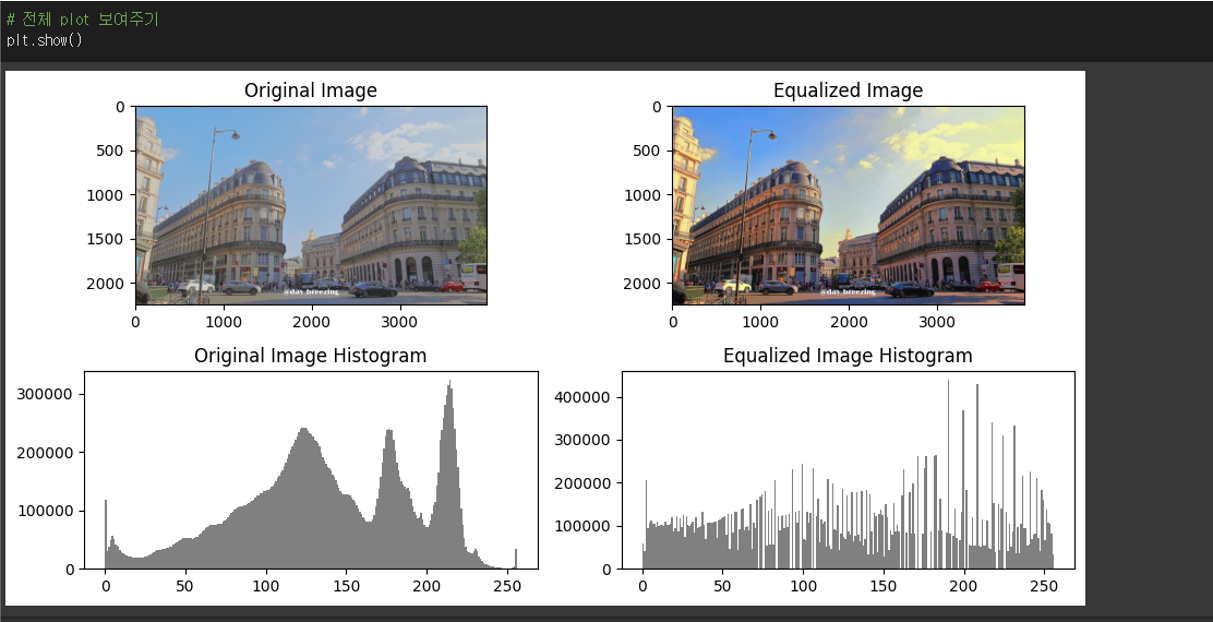 # 전체 plot 보여주기
plt.show()
Original Image
0
500
1000
1500
2000
0 1000 2000 3000
@day_breezing
Equalized Image
0
500
1000
1500
2000
0 1000 2000 3000
@day_breezing
Original Image Histogram
300000
200000
100000
0
0 50 100 150 200 250
Equalized Image Histogram
400000
300000
200000
100000
0
0 50 100 150 200 250